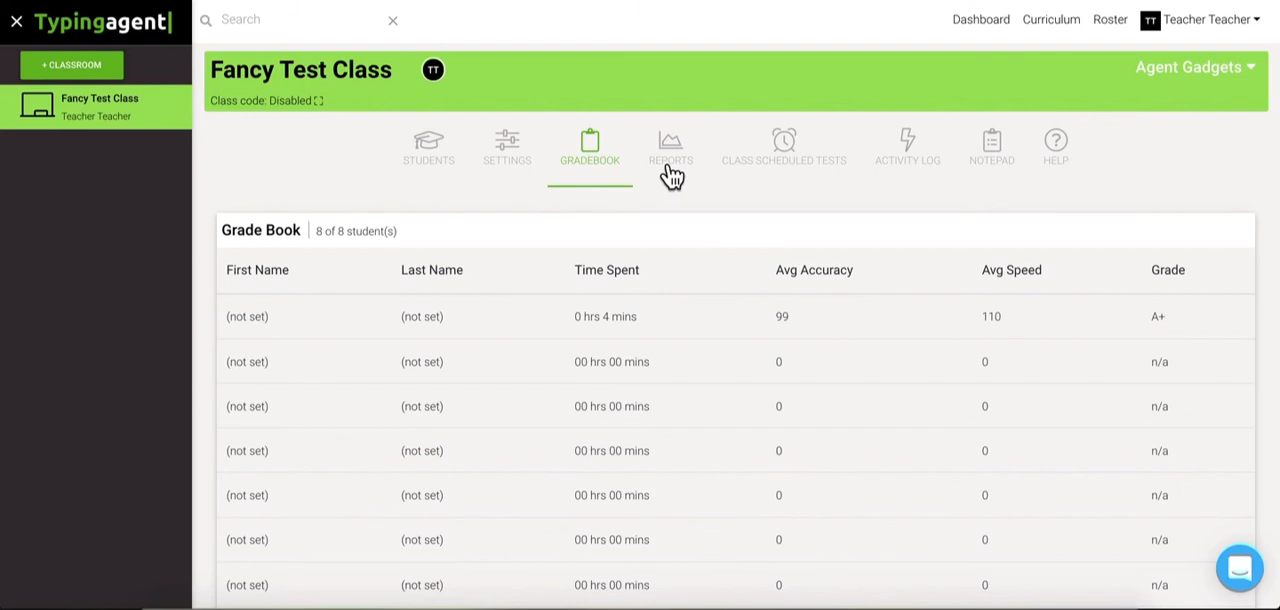 Typingagent|
Search
Dashboard Curriculum Roster TT Teacher Teacher
+ CLASSROOM
Fancy Test Class
Teacher Teacher
Fancy Test Class TT
Agent Gadgets
Class code: Disabled
STUDENTS SETTINGS GRADEBOOK REPORTS CLASS SCHEDULED TESTS ACTIVITY LOG NOTEPAD HELP
Grade Book | 8 of 8 student(s)
First Name Last Name Time Spent Avg Accuracy Avg Speed Grade
(not set) (not set) 0 hrs 4 mins 99 110 A+
(not set) (not set) 00 hrs 00 mins 0 0 n/a
(not set) (not set) 00 hrs 00 mins 0 0 n/a
(not set) (not set) 00 hrs 00 mins 0 0 n/a
(not set) (not set) 00 hrs 00 mins 0 0 n/a
(not set) (not set) 00 hrs 00 mins 0 0 n/a
(not set) (not set) 00 hrs 00 mins 0 0 n/a